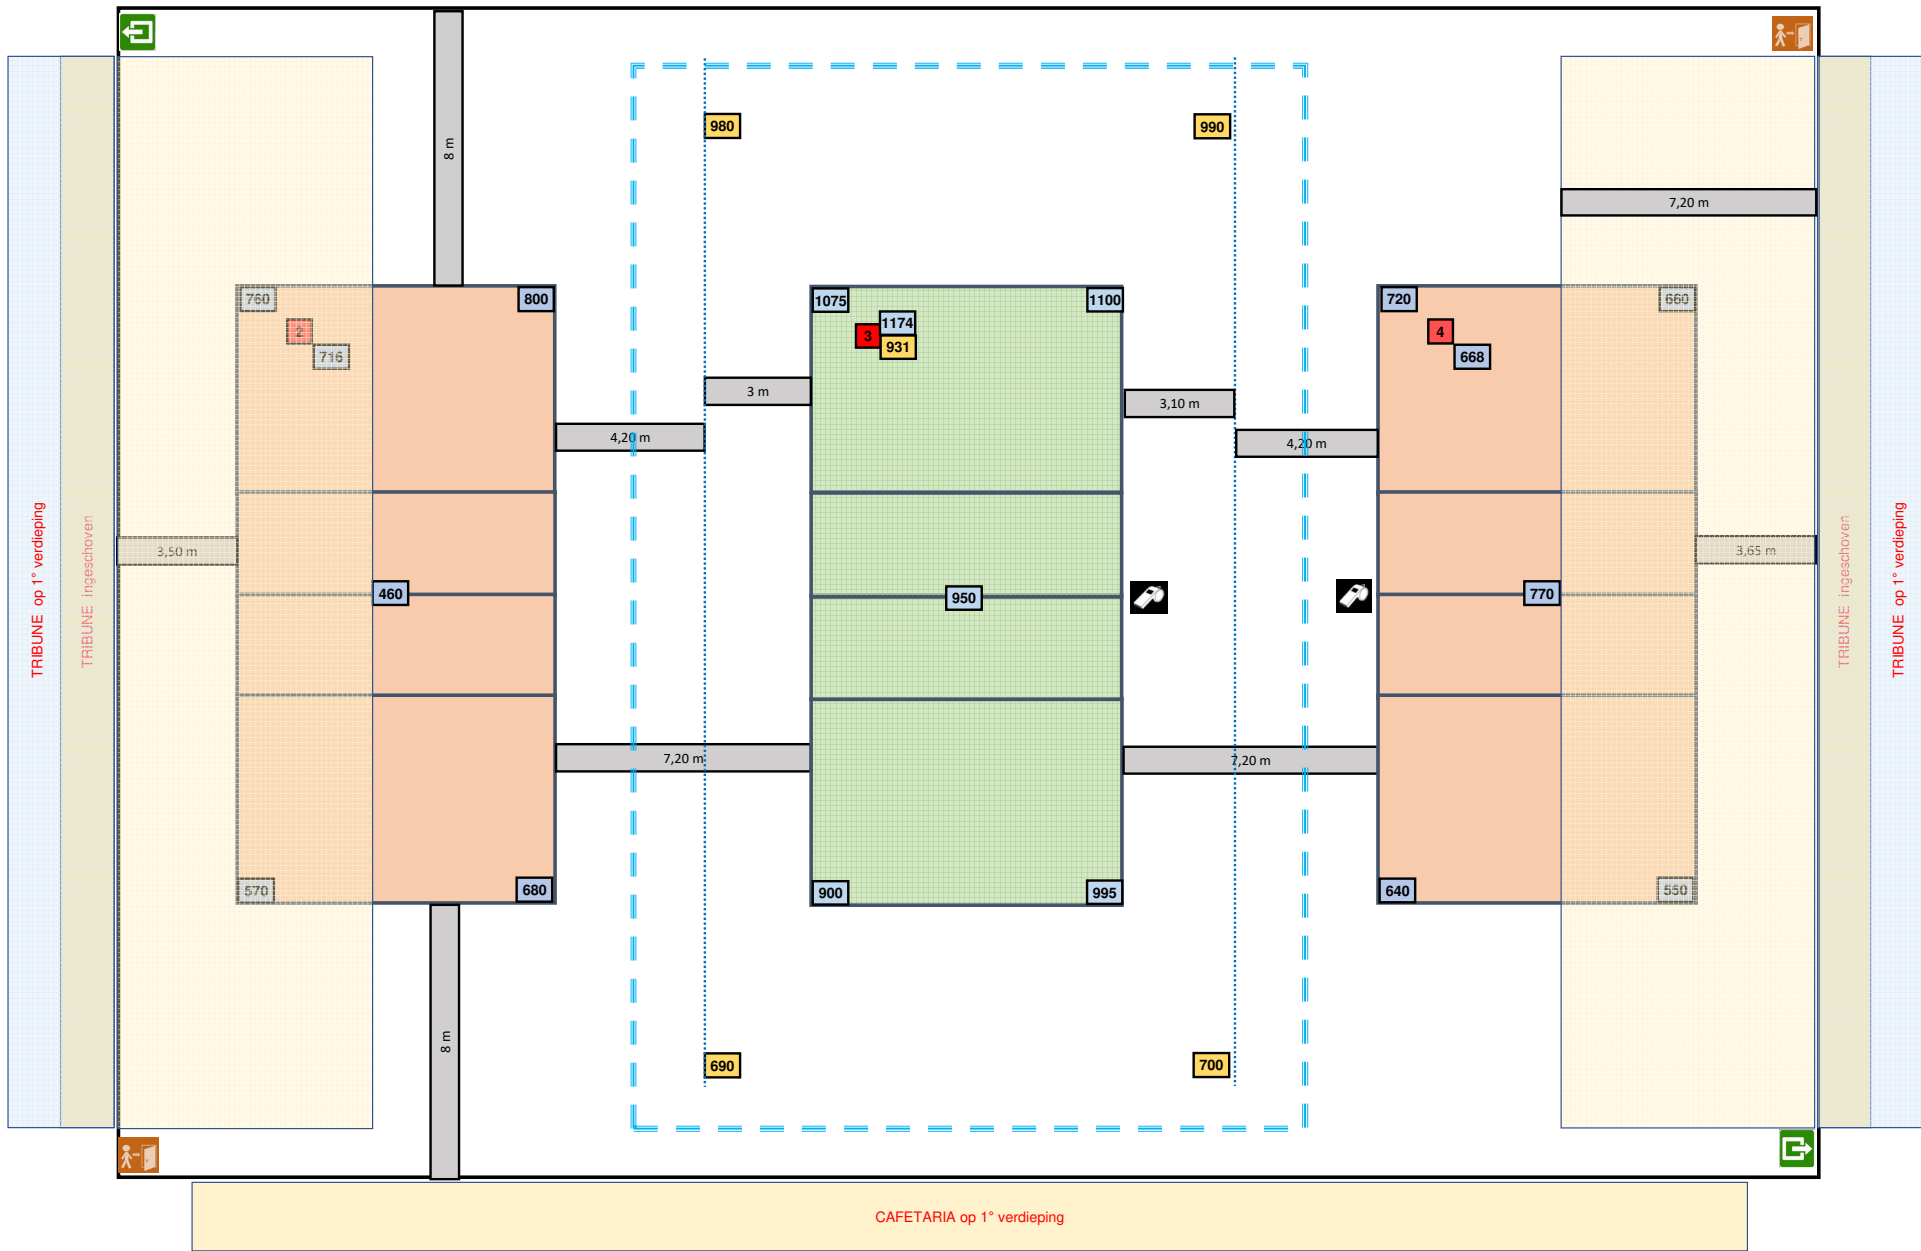 980
990
8 m
7,20 m
760
800
1075
1100
720
660
2
716
3
1174
931
4
668
3 m
3,10 m
4,20 m
4,20 m
TRIBUNE op 1° verdieping
TRIBUNE ingeschoven
3,50 m
3,65 m
TRIBUNE ingeschoven
TRIBUNE op 1° verdieping
460
950
770
7,20 m
7,20 m
570
680
900
995
640
550
8 m
690
700
CAFETARIA op 1° verdieping